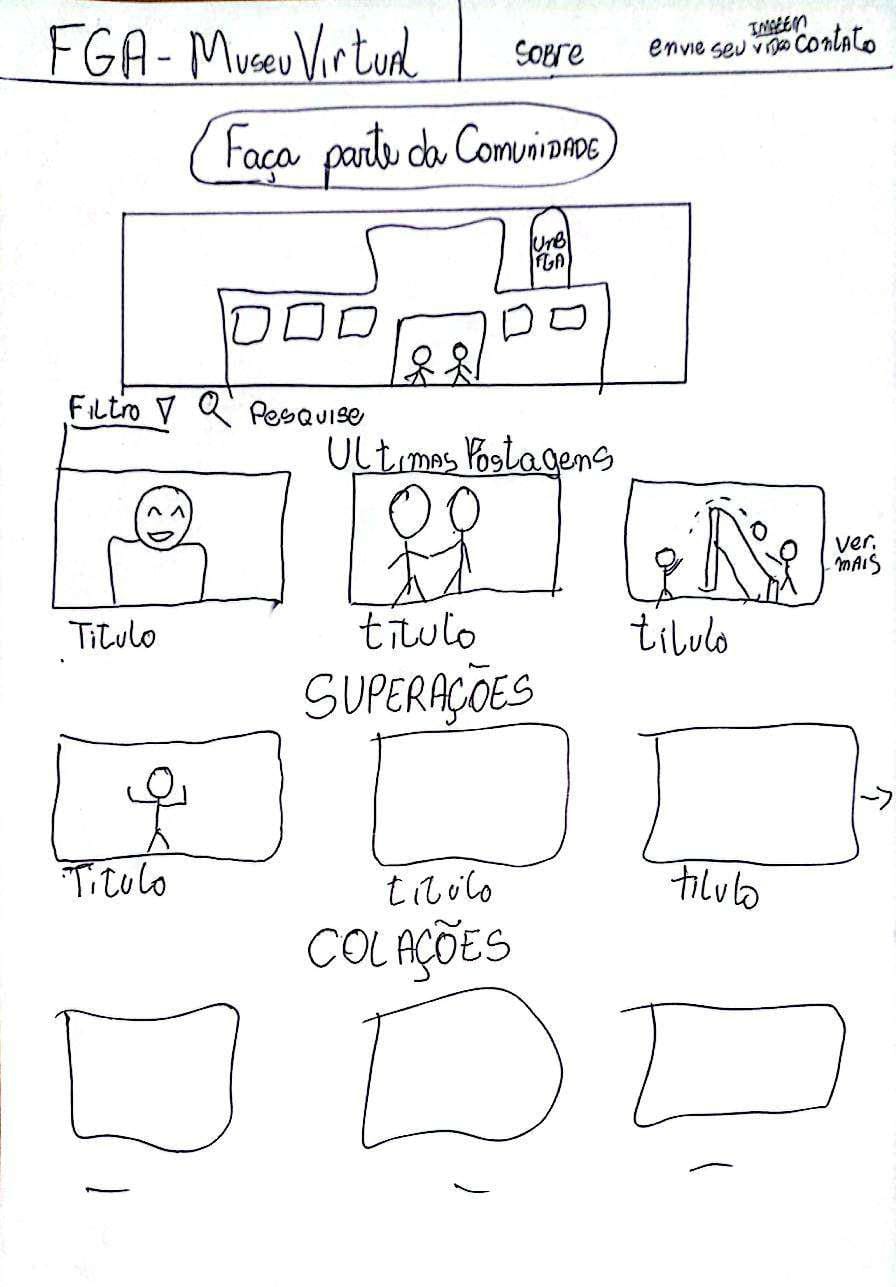 FGA - Museu Virtual
SOBRE
envie seu IMAGEM VIDEO
contato
Faça parte da Comunidade
UnB
FGA
Filtro
Pesquise
Ultimas Postagens
ver.
mais
Titulo
titulo
titulo
SUPERAÇÕES
Titulo
titulo
titulo
COLAÇÕES